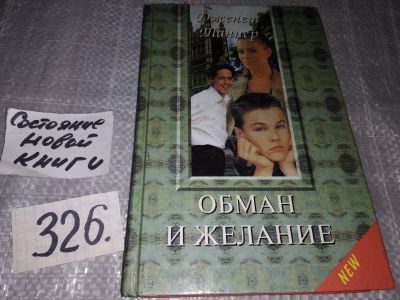 Дженет
Таннер
Состояние
новой
книги
326.
ОБМАН
И ЖЕЛАНИЕ
NEW